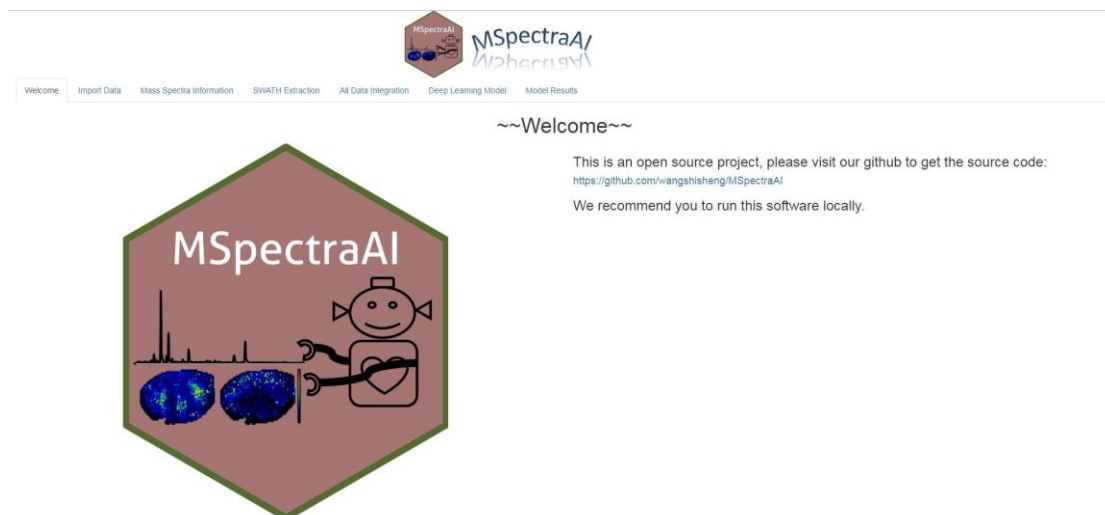 MSpectraAI
MSpectraAI
Welcome Import Data Mass Spectra Information SWATH Extraction All Data Integration Deep Learning Model Model Results
~~Welcome~~
This is an open source project, please visit our github to get the source code:
https://github.com/wangshisheng/MSpectraAI
We recommend you to run this software locally.
MSpectraAI